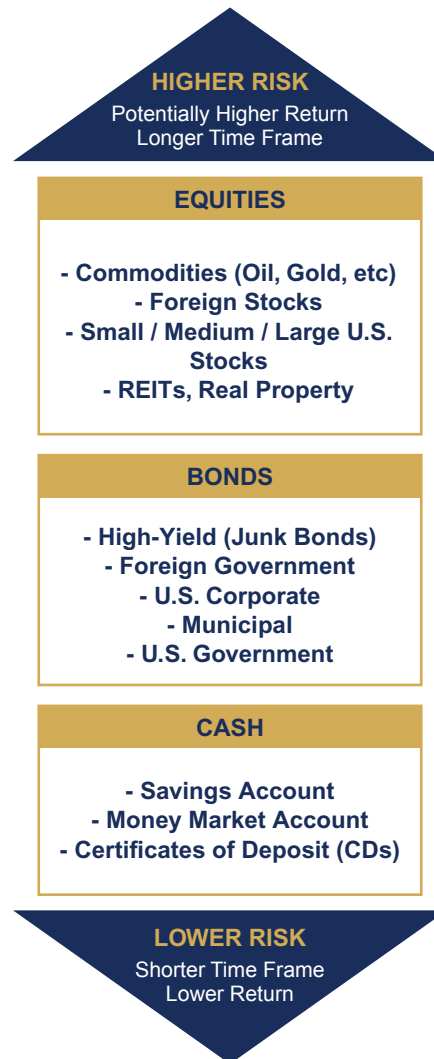 HIGHER RISK
Potentially Higher Return
Longer Time Frame
EQUITIES
- Commodities (Oil, Gold, etc)
- Foreign Stocks
- Small / Medium / Large U.S.
Stocks
- REITs, Real Property
BONDS
- High-Yield (Junk Bonds)
- Foreign Government
- U.S. Corporate
- Municipal
- U.S. Government
CASH
- Savings Account
- Money Market Account
- Certificates of Deposit (CDs)
LOWER RISK
Shorter Time Frame
Lower Return